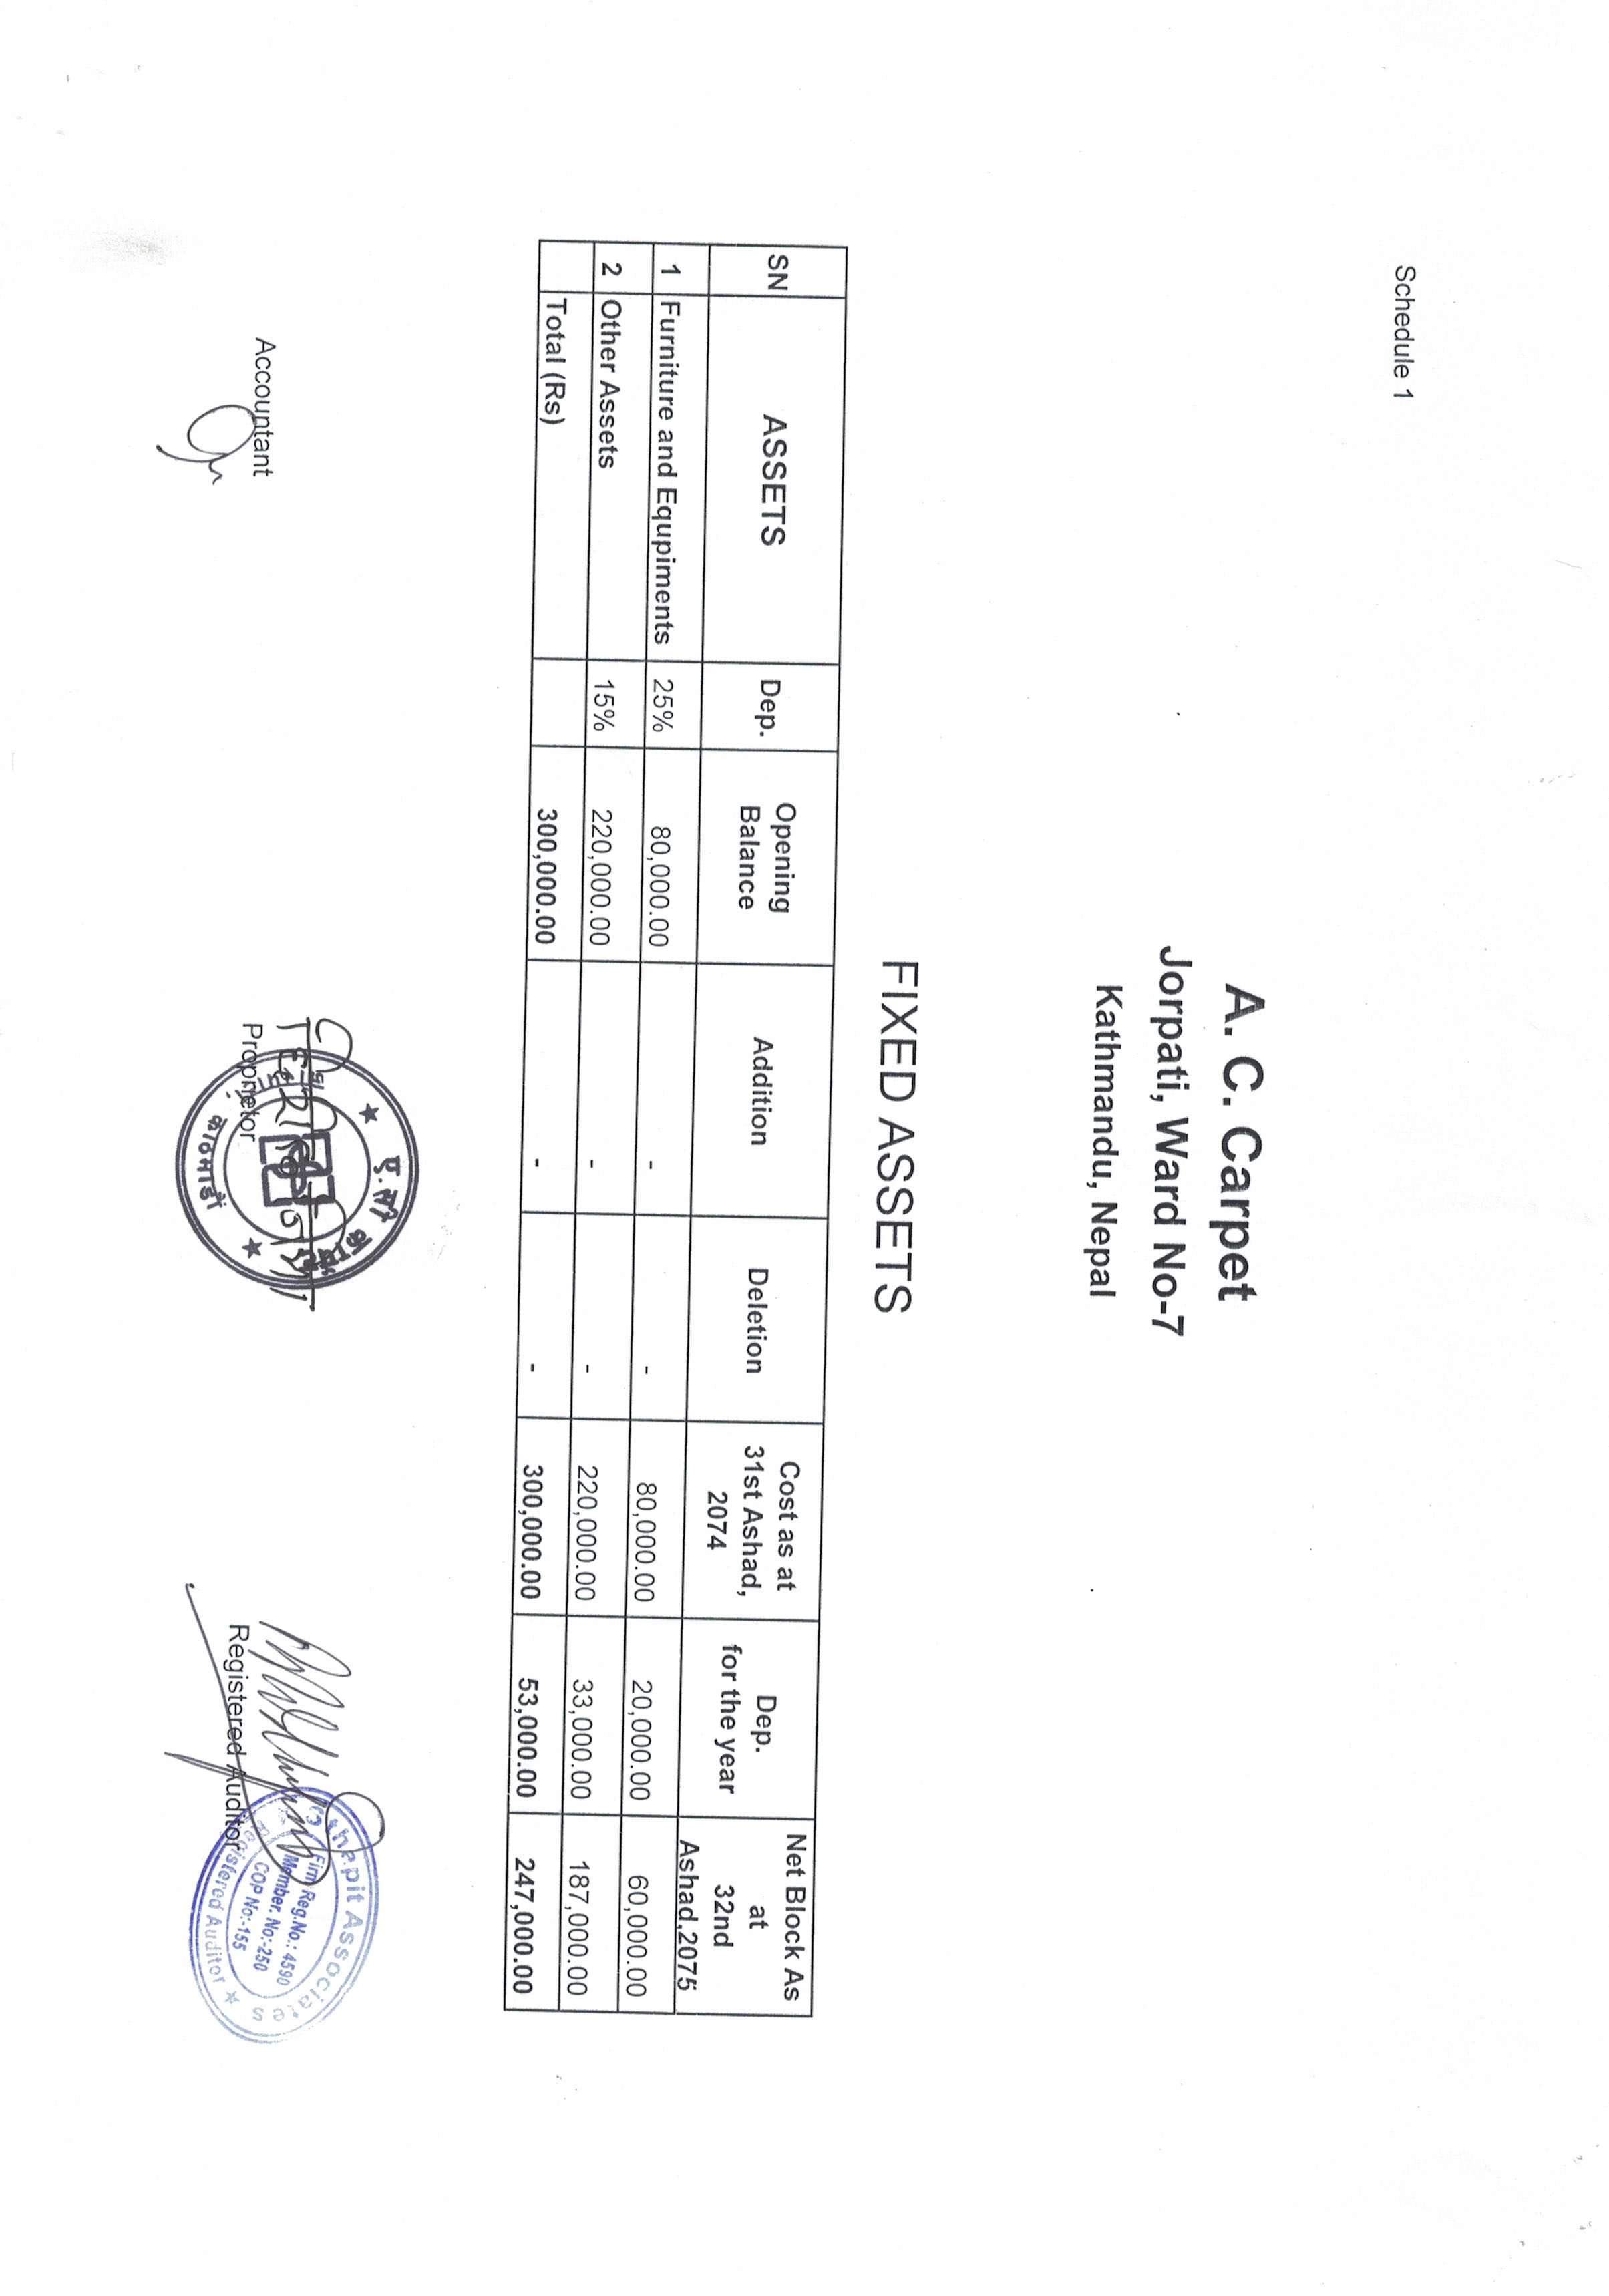 Schedule 1
A. C. Carpet
Jorpati, Ward No-7
Kathmandu, Nepal
FIXED ASSETS
SN ASSETS Dep. Opening Balance Addition Deletion Cost as at 31st Ashad, 2074 Dep. for the year Net Block As at 32nd Ashad,2075
1 Furniture and Equpiments 25% 80,000.00 - - 80,000.00 20,000.00 60,000.00
2 Other Assets 15% 220,000.00 - - 220,000.00 33,000.00 187,000.00
Total (Rs) 300,000.00 - - 300,000.00 53,000.00 247,000.00
Accountant
Proprietor
ए.सी कार्पेट
काठमाडौं
Registered Auditor
Associates
Firm Reg.No.: 4590
Member. No:-250
COP No:-155
Registered Auditor